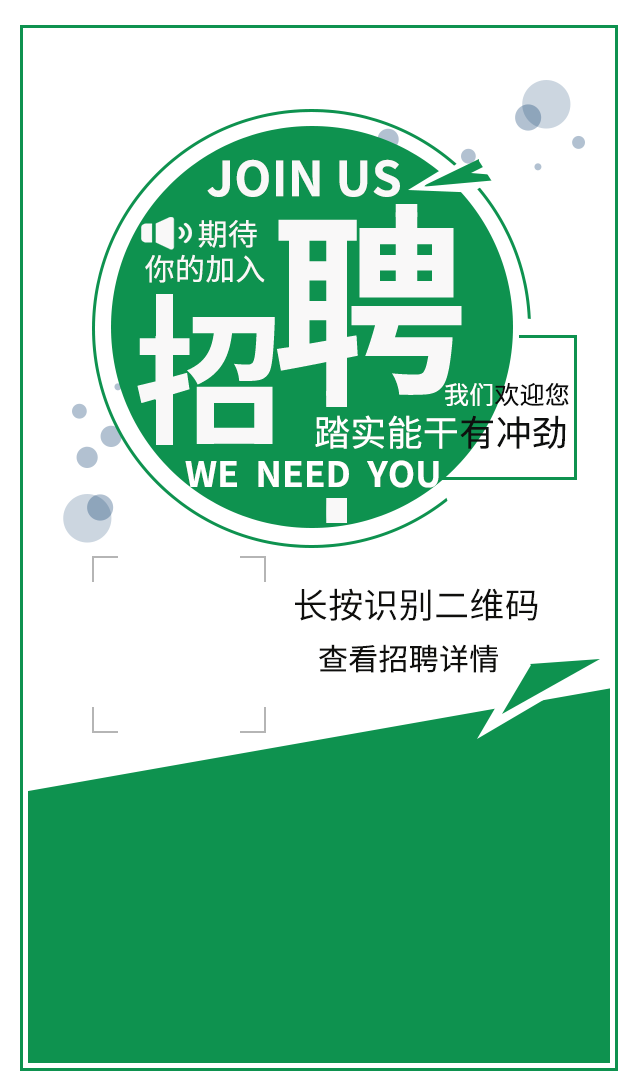 JOIN US
期待
你的加入
招聘
我们欢迎您
踏实能干有冲劲
WE NEED YOU
长按识别二维码
查看招聘详情